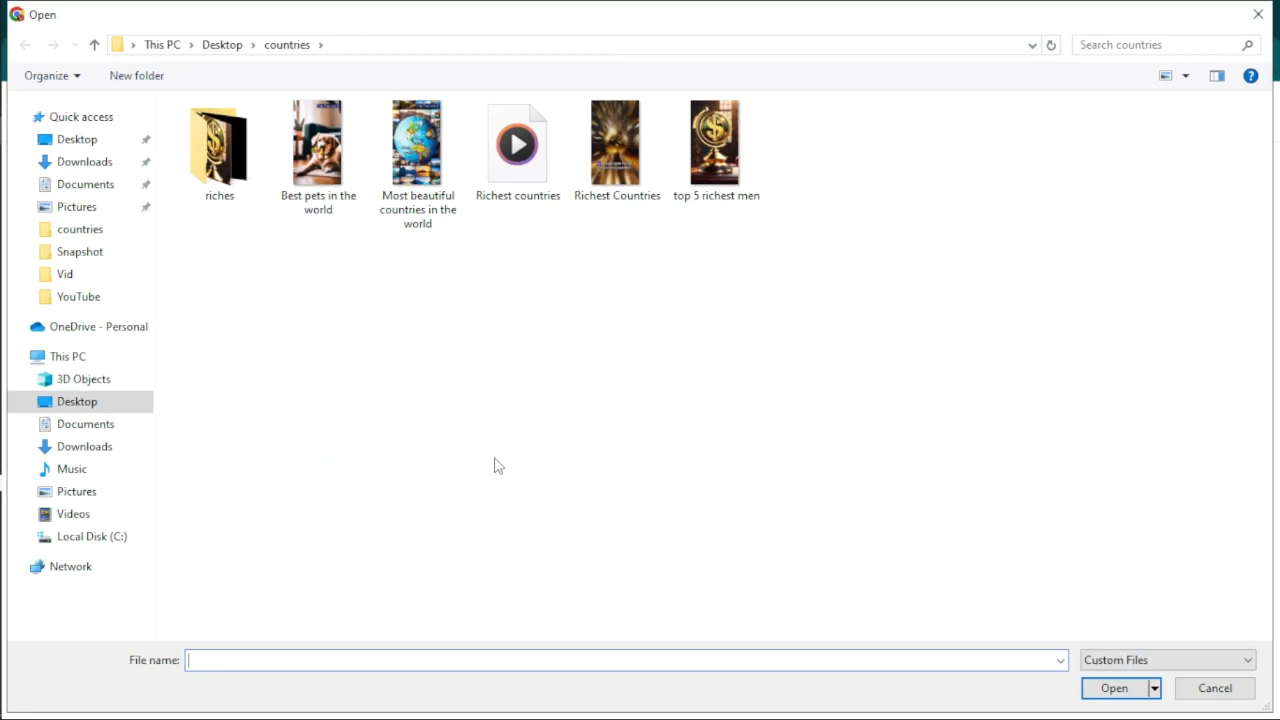 Open
This PC > Desktop > countries >
Search countries
Organize
New folder
Quick access
Desktop
Downloads
Documents
Pictures
countries
Snapshot
Vid
YouTube
OneDrive - Personal
This PC
3D Objects
Desktop
Documents
Downloads
Music
Pictures
Videos
Local Disk (C:)
Network
riches
Best pets in the
world
Most beautiful
countries in the
world
Richest countries
Richest Countries
top 5 richest men
File name:
Custom Files
Open
Cancel